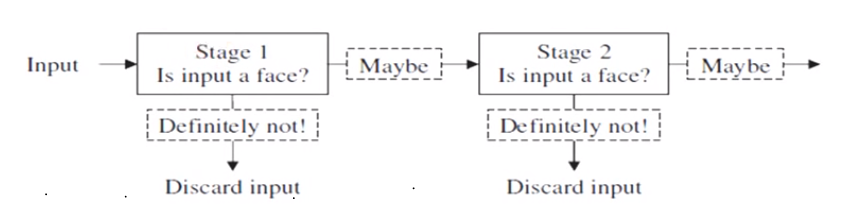 Input
Stage 1
Is input a face?
Maybe
Stage 2
Is input a face?
Maybe
Definitely not!
Definitely not!
Discard input
Discard input